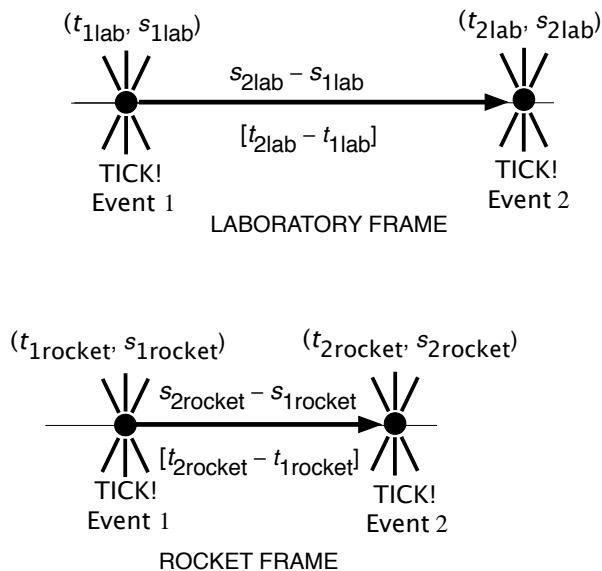 (t1lab, s1lab) (t2lab, s2lab)
s2lab – s1lab
[t2lab – t1lab]
TICK! TICK!
Event 1 Event 2
LABORATORY FRAME
(t1rocket, s1rocket) (t2rocket, s2rocket)
s2rocket – s1rocket
[t2rocket – t1rocket]
TICK! TICK!
Event 1 Event 2
ROCKET FRAME